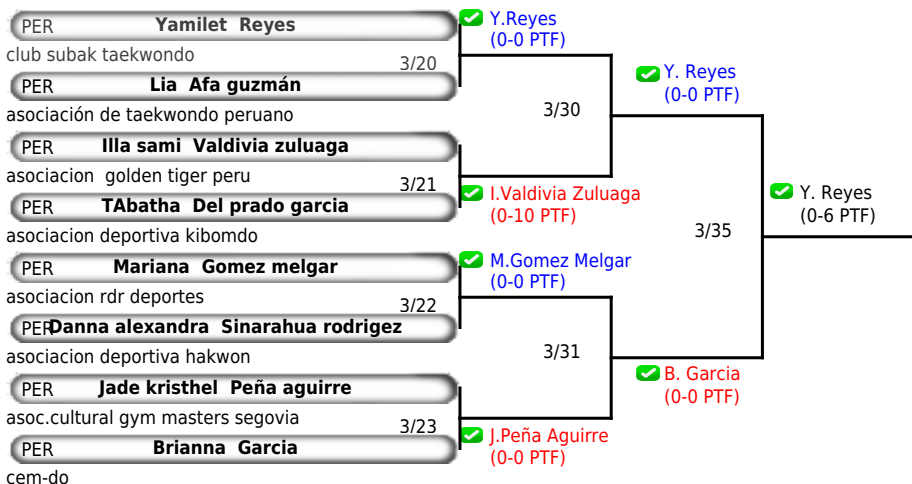 PER Yamilet Reyes
club subak taekwondo
3/20
PER Lia Afa guzmán
asociación de taekwondo peruano
PER Illa sami Valdivia zuluaga
asociacion golden tiger peru
3/21
PER TAbatha Del prado garcia
asociacion deportiva kibomdo
PER Mariana Gomez melgar
asociacion rdr deportes
3/22
PER Danna alexandra Sinarahua rodrigez
asociacion deportiva hakwon
PER Jade kristhel Peña aguirre
asoc.cultural gym masters segovia
3/23
PER Brianna Garcia
cem-do
Y.Reyes
(0-0 PTF)
3/30
I.Valdivia Zuluaga
(0-10 PTF)
M.Gomez Melgar
(0-0 PTF)
3/31
J.Peña Aguirre
(0-0 PTF)
Y. Reyes
(0-0 PTF)
3/35
B. Garcia
(0-0 PTF)
Y. Reyes
(0-6 PTF)